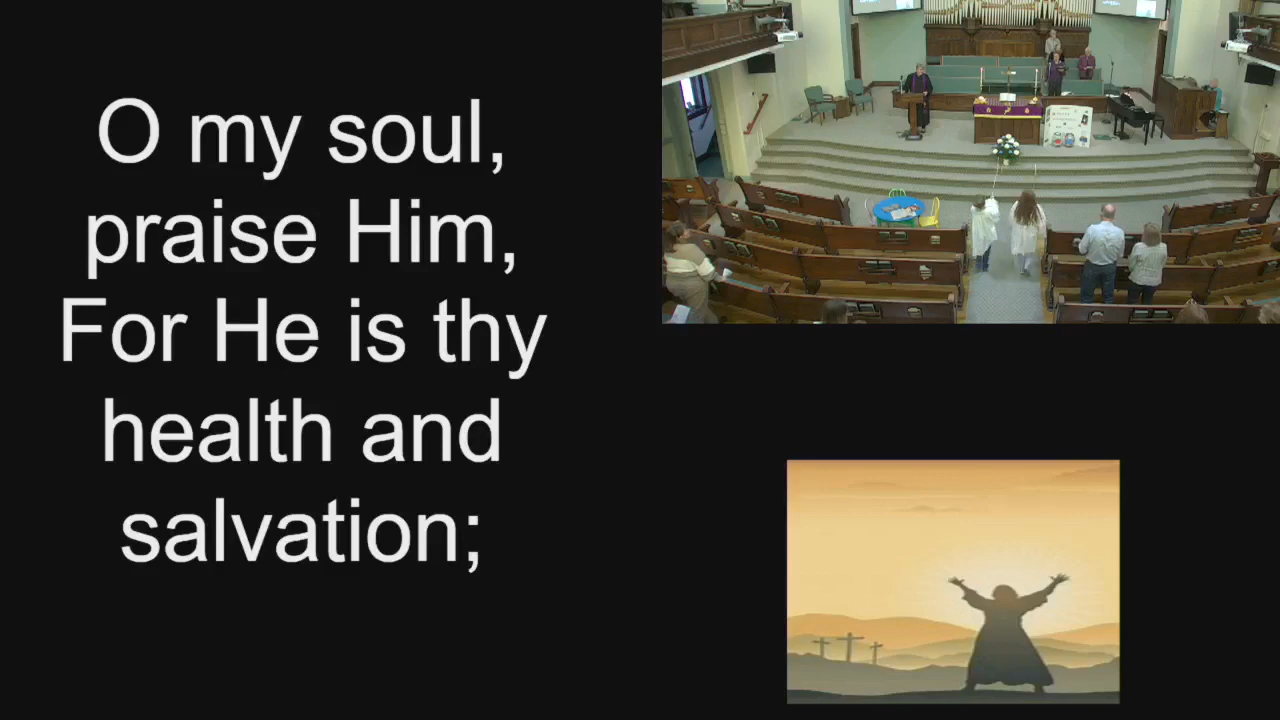 O my soul,
praise Him,
For He is thy
health and
salvation;